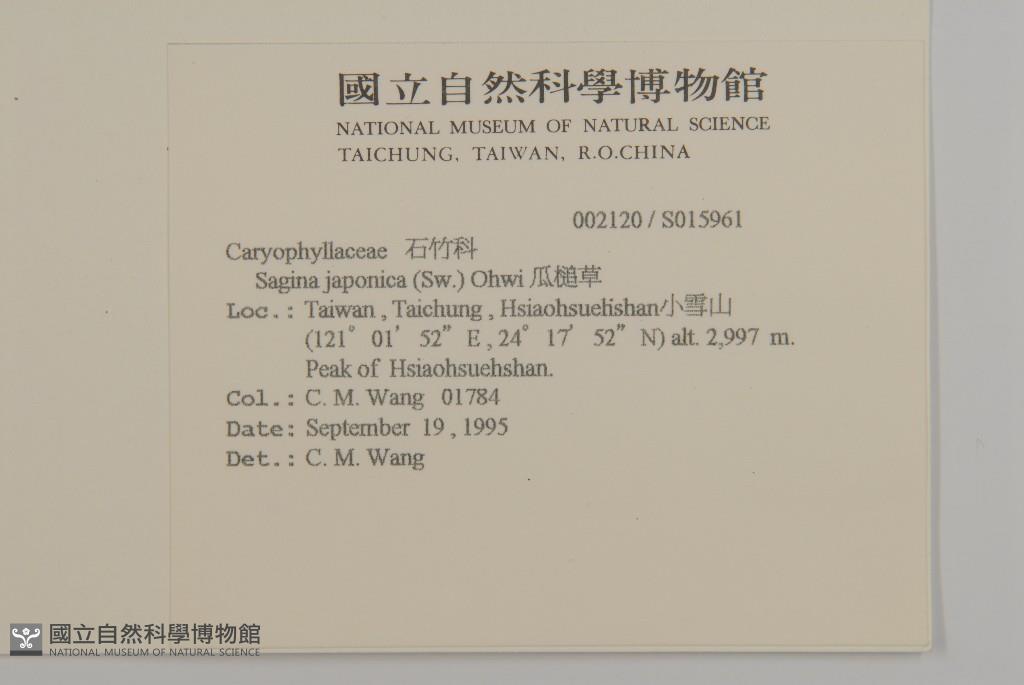 國立自然科學博物館
NATIONAL MUSEUM OF NATURAL SCIENCE
TAICHUNG, TAIWAN, R.O.CHINA
002120 / S015961
Caryophyllaceae 石竹科
Sagina japonica (Sw.) Ohwi 瓜槌草
Loc.: Taiwan , Taichung , Hsiaohsuehshan小雪山
(121° 01' 52" E , 24° 17' 52" N) alt. 2,997 m.
Peak of Hsiaohsuehshan.
Col.: C. M. Wang 01784
Date: September 19 , 1995
Det.: C. M. Wang
國立自然科學博物館
NATIONAL MUSEUM OF NATURAL SCIENCE